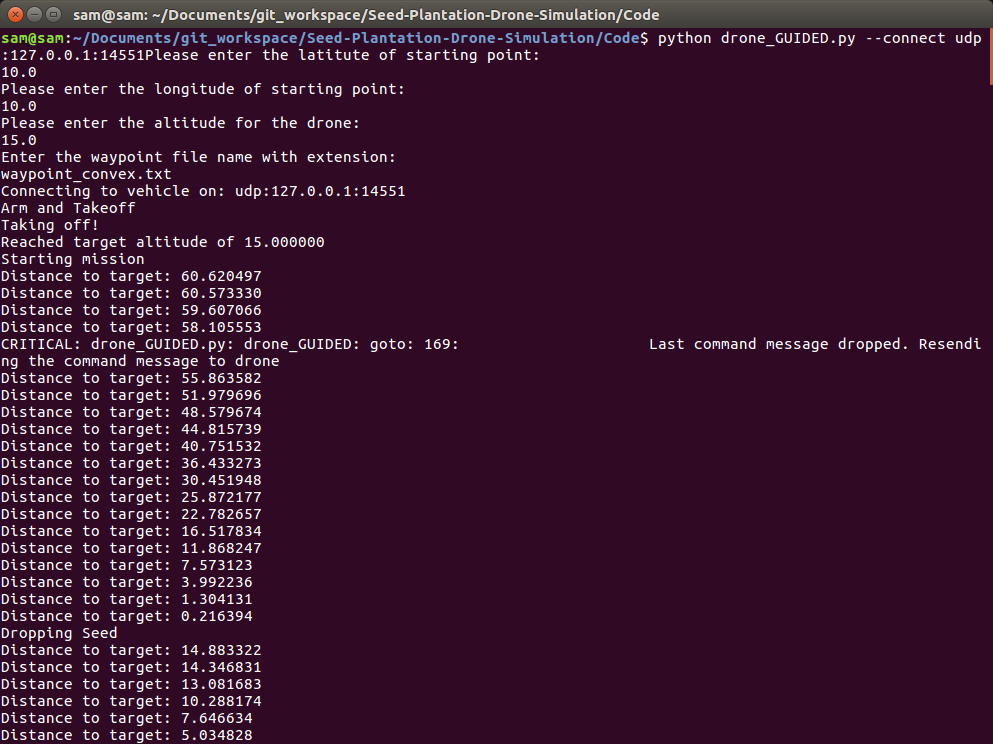 sam@sam: ~/Documents/git_workspace/Seed-Plantation-Drone-Simulation/Code
sam@sam:~/Documents/git_workspace/Seed-Plantation-Drone-Simulation/Code$ python drone_GUIDED.py --connect udp
:127.0.0.1:14551Please enter the latitute of starting point:
10.0
Please enter the longitude of starting point:
10.0
Please enter the altitude for the drone:
15.0
Enter the waypoint file name with extension:
waypoint_convex.txt
Connecting to vehicle on: udp:127.0.0.1:14551
Arm and Takeoff
Taking off!
Reached target altitude of 15.000000
Starting mission
Distance to target: 60.620497
Distance to target: 60.573330
Distance to target: 59.607066
Distance to target: 58.105553
CRITICAL: drone_GUIDED.py: drone_GUIDED: goto: 169:                     Last command message dropped. Resendi
ng the command message to drone
Distance to target: 55.863582
Distance to target: 51.979696
Distance to target: 48.579674
Distance to target: 44.815739
Distance to target: 40.751532
Distance to target: 36.433273
Distance to target: 30.451948
Distance to target: 25.872177
Distance to target: 22.782657
Distance to target: 16.517834
Distance to target: 11.868247
Distance to target: 7.573123
Distance to target: 3.992236
Distance to target: 1.304131
Distance to target: 0.216394
Dropping Seed
Distance to target: 14.883322
Distance to target: 14.346831
Distance to target: 13.081683
Distance to target: 10.288174
Distance to target: 7.646634
Distance to target: 5.034828